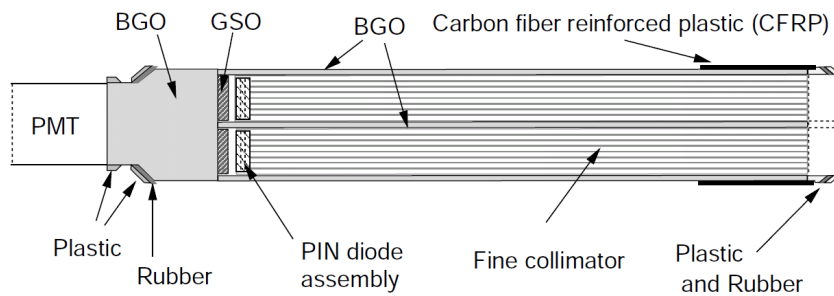 BGO
GSO
BGO
Carbon fiber reinforced plastic (CFRP)
PMT
Plastic
Rubber
PIN diode
assembly
Fine collimator
Plastic
and Rubber